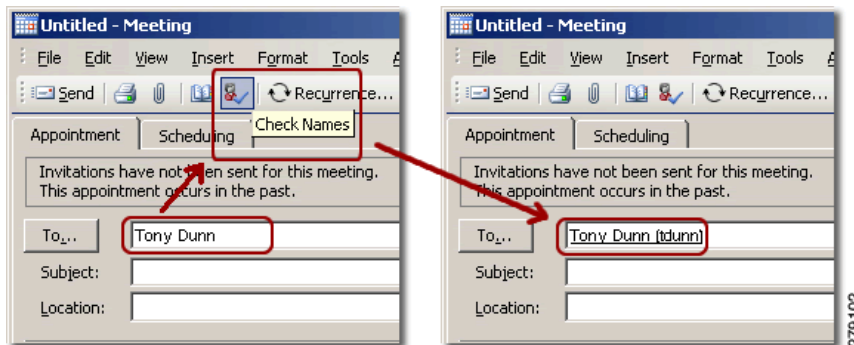 Untitled - Meeting
File Edit View Insert Format Tools A
Send Recurrence...
Check Names
Appointment Scheduling
Invitations have not been sent for this meeting.
This appointment occurs in the past.
To... Tony Dunn
Subject:
Location:
Untitled - Meeting
File Edit View Insert Format Tools A
Send Recurrence...
Appointment Scheduling
Invitations have not been sent for this meeting.
This appointment occurs in the past.
To... Tony Dunn (tdunn)
Subject:
Location:
279102